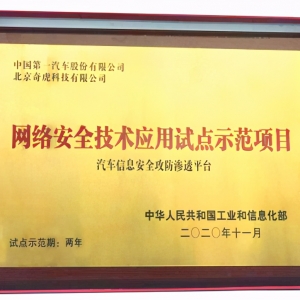 中国第一汽车股份有限公司
北京奇虎科技有限公司
网络安全技术应用试点示范项目
汽车信息安全攻防渗透平台
中华人民共和国工业和信息化部
二〇二〇年十一月
试点示范期：两年